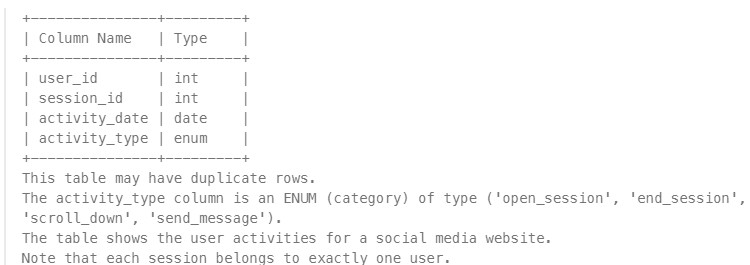 +---------------+---------+
| Column Name   | Type    |
+---------------+---------+
| user_id       | int     |
| session_id    | int     |
| activity_date | date    |
| activity_type | enum    |
+---------------+---------+
This table may have duplicate rows.
The activity_type column is an ENUM (category) of type ('open_session', 'end_session',
'scroll_down', 'send_message').
The table shows the user activities for a social media website.
Note that each session belongs to exactly one user.